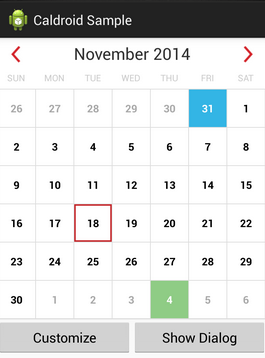 Caldroid Sample
November 2014
SUN MON TUE WED THU FRI SAT
26 27 28 29 30 31 1
2 3 4 5 6 7 8
9 10 11 12 13 14 15
16 17 18 19 20 21 22
23 24 25 26 27 28 29
30 1 2 3 4 5 6
Customize Show Dialog